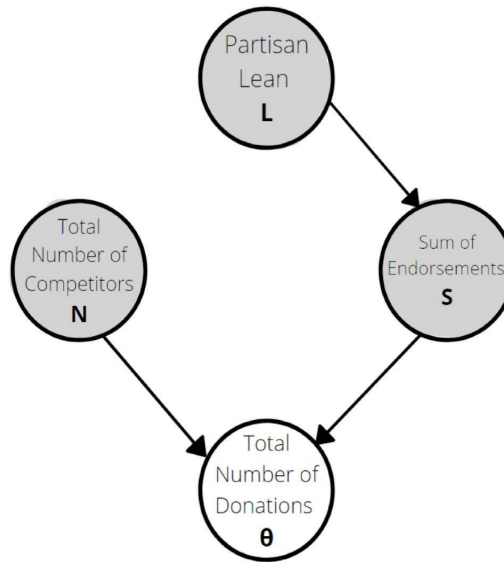 Partisan
Lean
L
Total
Number of
Competitors
N
Sum of
Endorsements
S
Total
Number of
Donations
θ